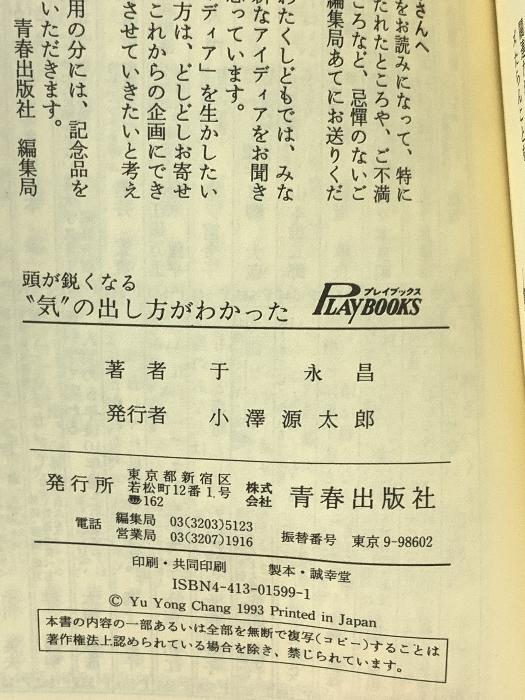 さんへ
をお読みになって、特に
たれたところや、ご不満
ころなど、忌憚のないご
編集局あてにお送りくだ
わたくしどもでは、みな
新なアイディアをお聞き
思っています。
ディア」を生かしたい
方は、どしどしお寄せ
これからの企画にでき
させていきたいと考え
用の分には、記念品を
いただきます。
青春出版社 編集局
頭が鋭くなる
〝気〟の出し方がわかった
プレイブックス
PLAYBOOKS
著者 于 永昌
発行者 小澤源太郎
発行所 東京都新宿区
若松町12番1号
〠162
株式
会社 青春出版社
電話 編集局 03(3203)5123
営業局 03(3207)1916
振替番号 東京9-98602
印刷・共同印刷 製本・誠幸堂
ISBN4-413-01599-1
© Yu Yong Chang 1993 Printed in Japan
本書の内容の一部あるいは全部を無断で複写(コピー)することは
著作権法上認められている場合を除き、禁じられています。